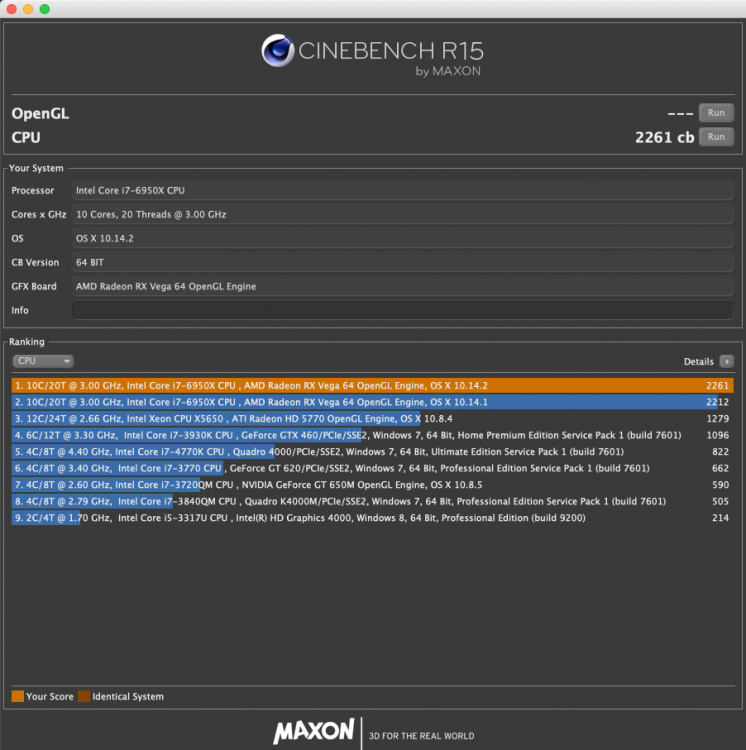 CINEBENCH R15
by MAXON
OpenGL --- Run
CPU 2261 cb Run
Your System
Processor Intel Core i7-6950X CPU
Cores x GHz 10 Cores, 20 Threads @ 3.00 GHz
OS OS X 10.14.2
CB Version 64 BIT
GFX Board AMD Radeon RX Vega 64 OpenGL Engine
Info
Ranking
CPU Details
1. 10C/20T @ 3.00 GHz, Intel Core i7-6950X CPU , AMD Radeon RX Vega 64 OpenGL Engine, OS X 10.14.2 2261
2. 10C/20T @ 3.00 GHz, Intel Core i7-6950X CPU , AMD Radeon RX Vega 64 OpenGL Engine, OS X 10.14.1 2212
3. 12C/24T @ 2.66 GHz, Intel Xeon CPU X5650 , ATI Radeon HD 5770 OpenGL Engine, OS X 10.8.4 1279
4. 6C/12T @ 3.30 GHz, Intel Core i7-3930K CPU , GeForce GTX 460/PCIe/SSE2, Windows 7, 64 Bit, Home Premium Edition Service Pack 1 (build 7601) 1096
5. 4C/8T @ 4.40 GHz, Intel Core i7-4770K CPU , Quadro 4000/PCIe/SSE2, Windows 7, 64 Bit, Ultimate Edition Service Pack 1 (build 7601) 822
6. 4C/8T @ 3.40 GHz, Intel Core i7-3770 CPU , GeForce GT 620/PCIe/SSE2, Windows 7, 64 Bit, Professional Edition Service Pack 1 (build 7601) 662
7. 4C/8T @ 2.60 GHz, Intel Core i7-3720QM CPU , NVIDIA GeForce GT 650M OpenGL Engine, OS X 10.8.5 590
8. 4C/8T @ 2.79 GHz, Intel Core i7-3840QM CPU , Quadro K4000M/PCIe/SSE2, Windows 7, 64 Bit, Professional Edition Service Pack 1 (build 7601) 505
9. 2C/4T @ 1.70 GHz, Intel Core i5-3317U CPU , Intel(R) HD Graphics 4000, Windows 8, 64 Bit, Professional Edition (build 9200) 214
Your Score Identical System
MAXON 3D FOR THE REAL WORLD